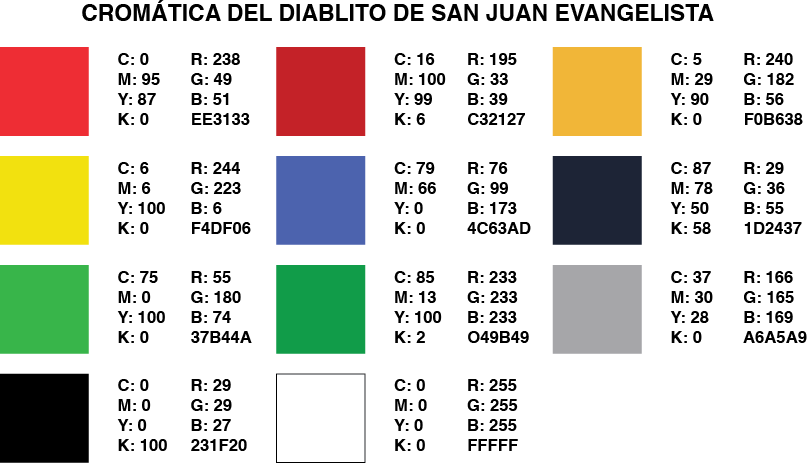 CROMÁTICA DEL DIABLITO DE SAN JUAN EVANGELISTA
C: 0 R: 238 C: 16 R: 195 C: 5 R: 240
M: 95 G: 49 M: 100 G: 33 M: 29 G: 182
Y: 87 B: 51 Y: 99 B: 39 Y: 90 B: 56
K: 0 EE3133 K: 6 C32127 K: 0 F0B638
C: 6 R: 244 C: 79 R: 76 C: 87 R: 29
M: 6 G: 223 M: 66 G: 99 M: 78 G: 36
Y: 100 B: 6 Y: 0 B: 173 Y: 50 B: 55
K: 0 F4DF06 K: 0 4C63AD K: 58 1D2437
C: 75 R: 55 C: 85 R: 233 C: 37 R: 166
M: 0 G: 180 M: 13 G: 233 M: 30 G: 165
Y: 100 B: 74 Y: 100 B: 233 Y: 28 B: 169
K: 0 37B44A K: 2 O49B49 K: 0 A6A5A9
C: 0 R: 29 C: 0 R: 255
M: 0 G: 29 M: 0 G: 255
Y: 0 B: 27 Y: 0 B: 255
K: 100 231F20 K: 0 FFFFF